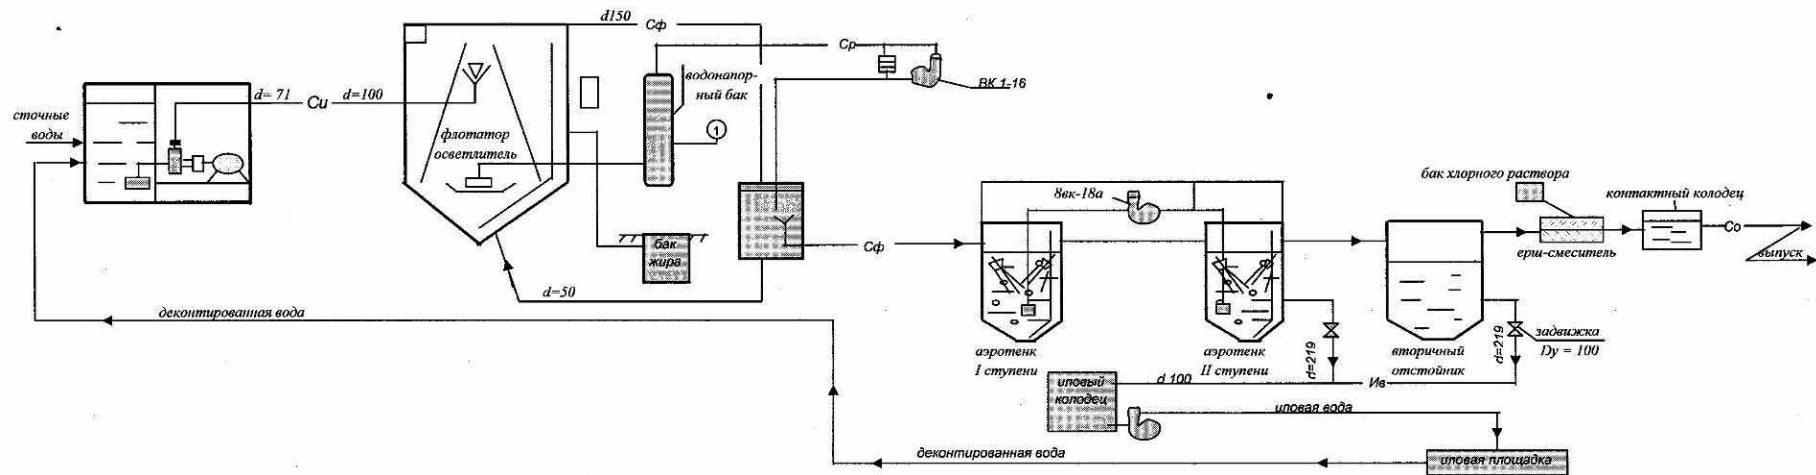 d150
Сф
Ср
ВК 1-16
водонапор-
ный бак
d= 71
Си
d=100
сточные
воды
флотатор
осветлитель
1
бак
жира
d=50
деконтированная вода
8вк-18а
Сф
бак хлорного раствора
контактный колодец
Со
выпуск
ерш-смеситель
аэротенк
I ступени
аэротенк
II ступени
d=219
вторичный
отстойник
d=219
задвижка
Dу = 100
d 100
Ив
иловый
колодец
иловая вода
деконтированная вода
иловая площадка